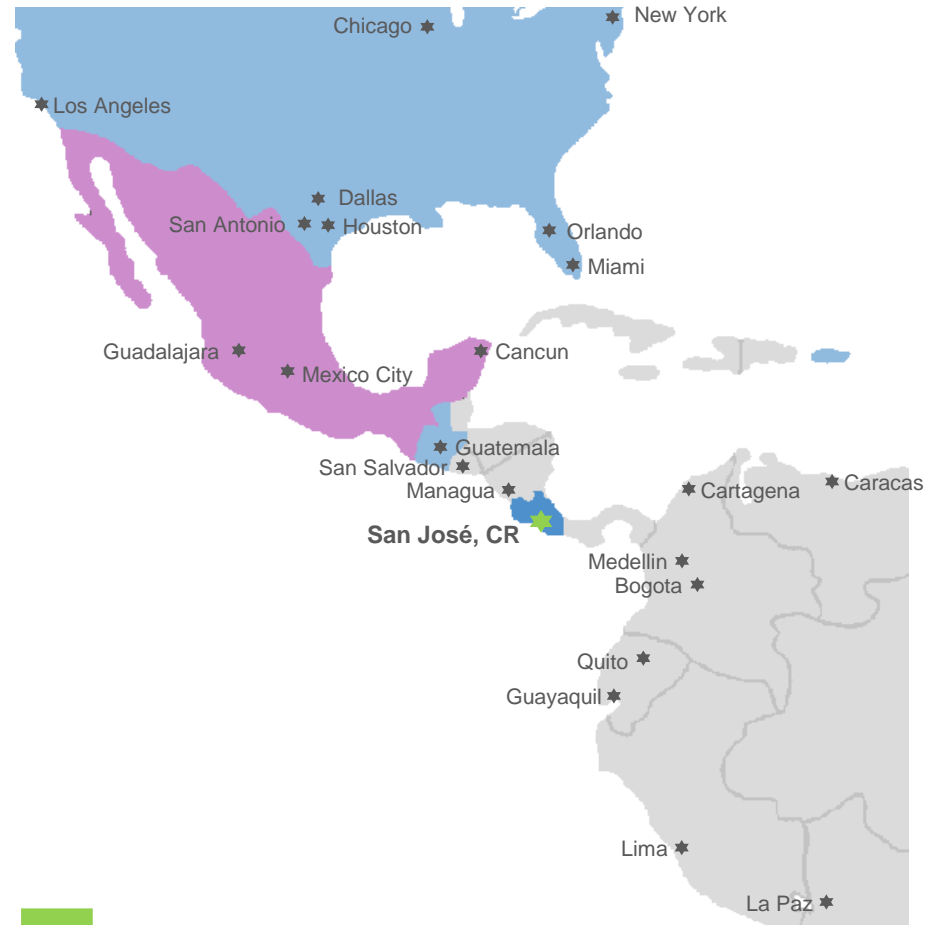 New York
Chicago
Los Angeles
Dallas
San Antonio
Houston
Orlando
Miami
Guadalajara
Cancun
Mexico City
Guatemala
San Salvador
Managua
Cartagena
Caracas
San José, CR
Medellin
Bogota
Quito
Guayaquil
Lima
La Paz